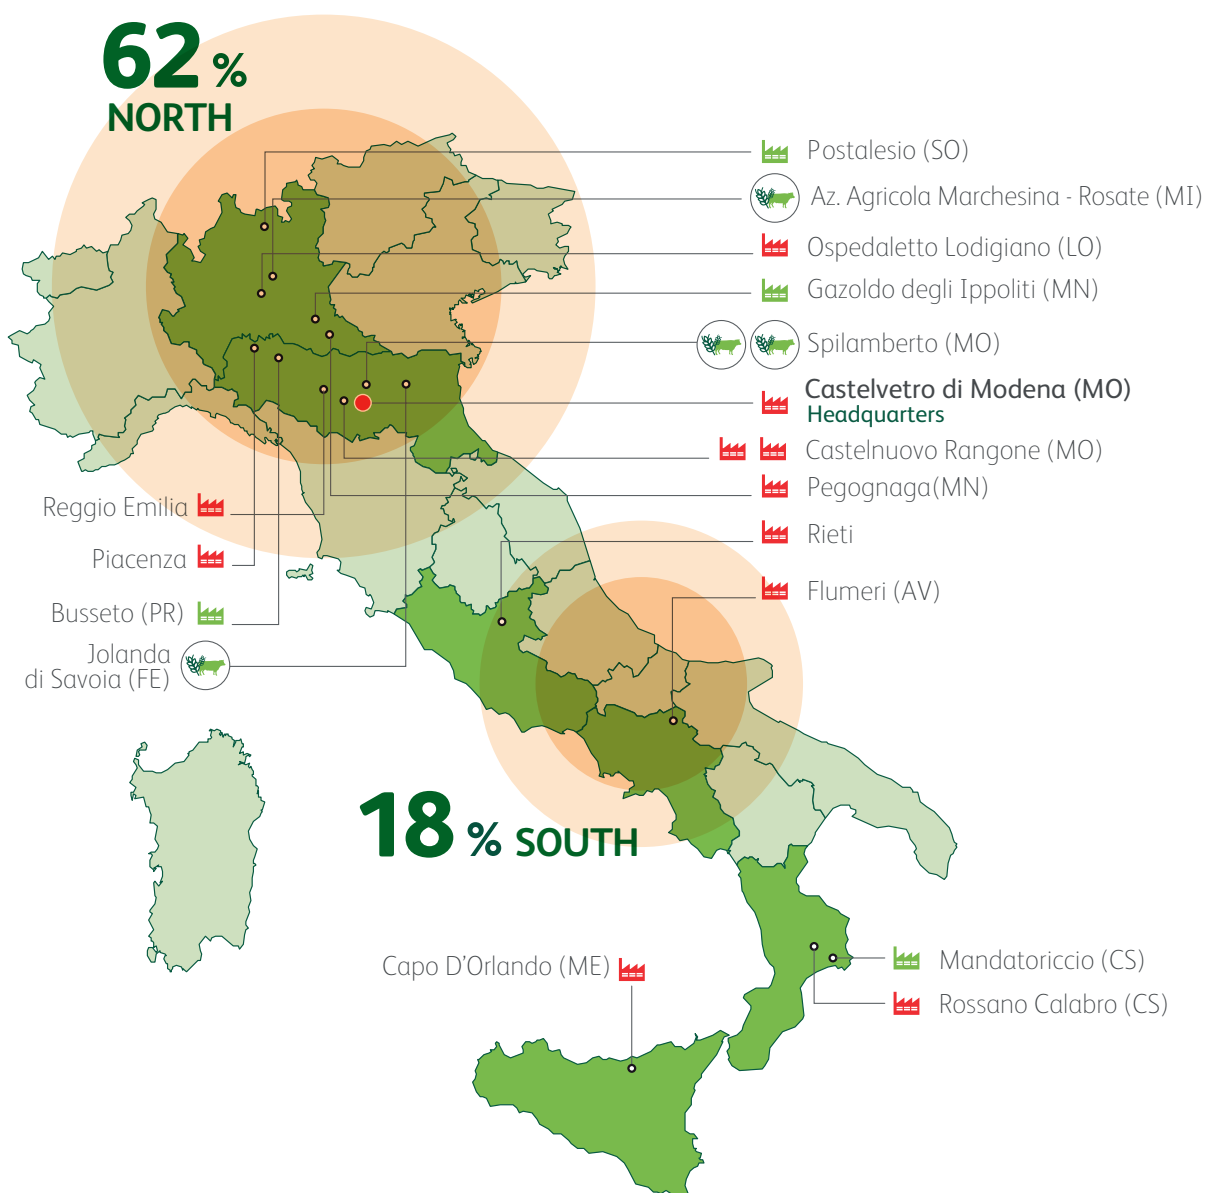 62 %
NORTH
Postalesio (SO)
Az. Agricola Marchesina - Rosate (MI)
Ospedaletto Lodigiano (LO)
Gazoldo degli Ippoliti (MN)
Spilamberto (MO)
Castelvetro di Modena (MO)
Headquarters
Castelnuovo Rangone (MO)
Pegognaga(MN)
Rieti
Flumeri (AV)
Reggio Emilia
Piacenza
Busseto (PR)
Jolanda
di Savoia (FE)
18 % SOUTH
Capo D'Orlando (ME)
Mandatoriccio (CS)
Rossano Calabro (CS)